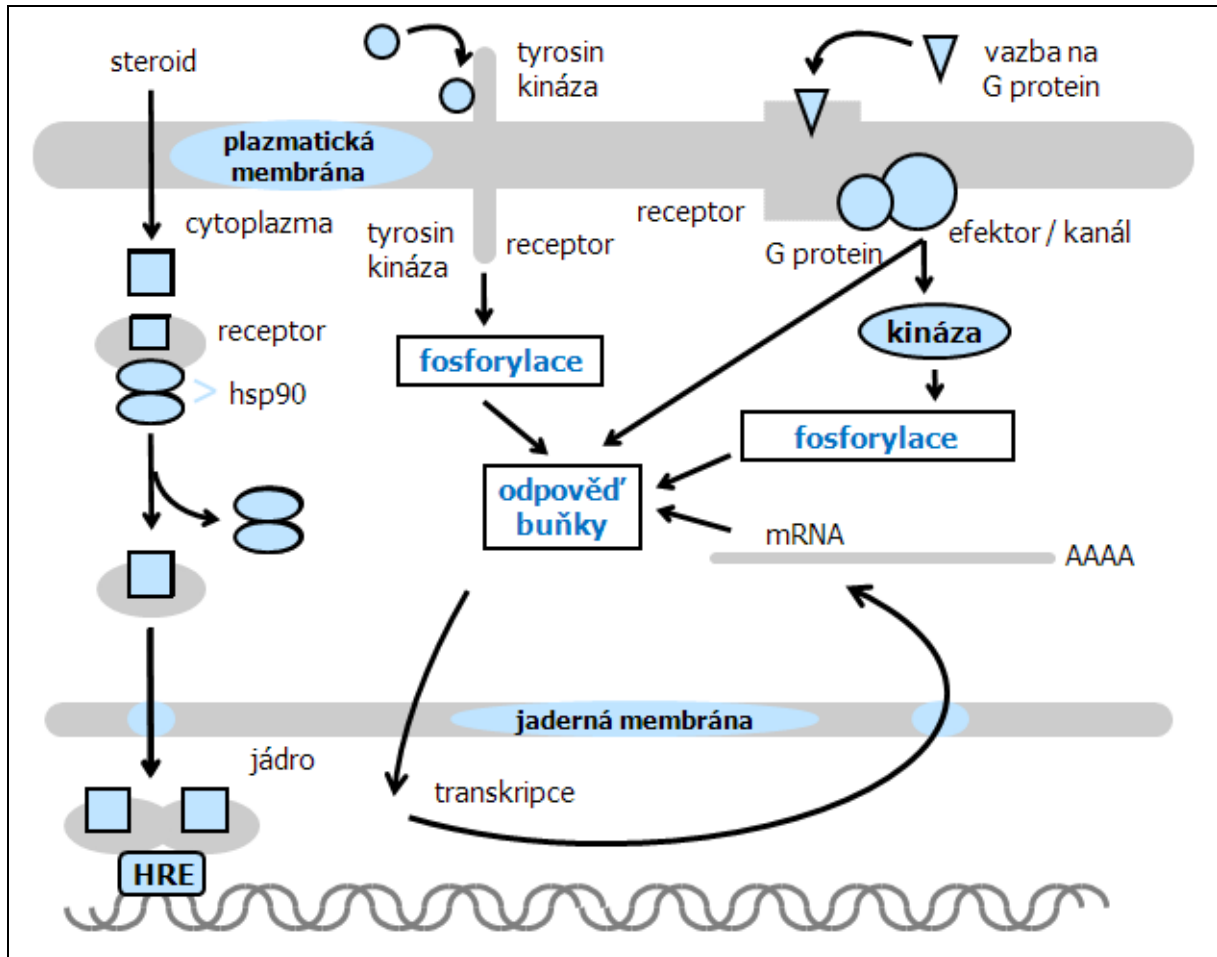 steroid
tyrosin
kináza
vazba na
G protein
plazmatická
membrána
cytoplazma
tyrosin
kináza
receptor
receptor
G protein
efektor / kanál
receptor
hsp90
kináza
fosforylace
fosforylace
odpověď
buňky
mRNA
AAAA
jaderná membrána
jádro
transkripce
HRE